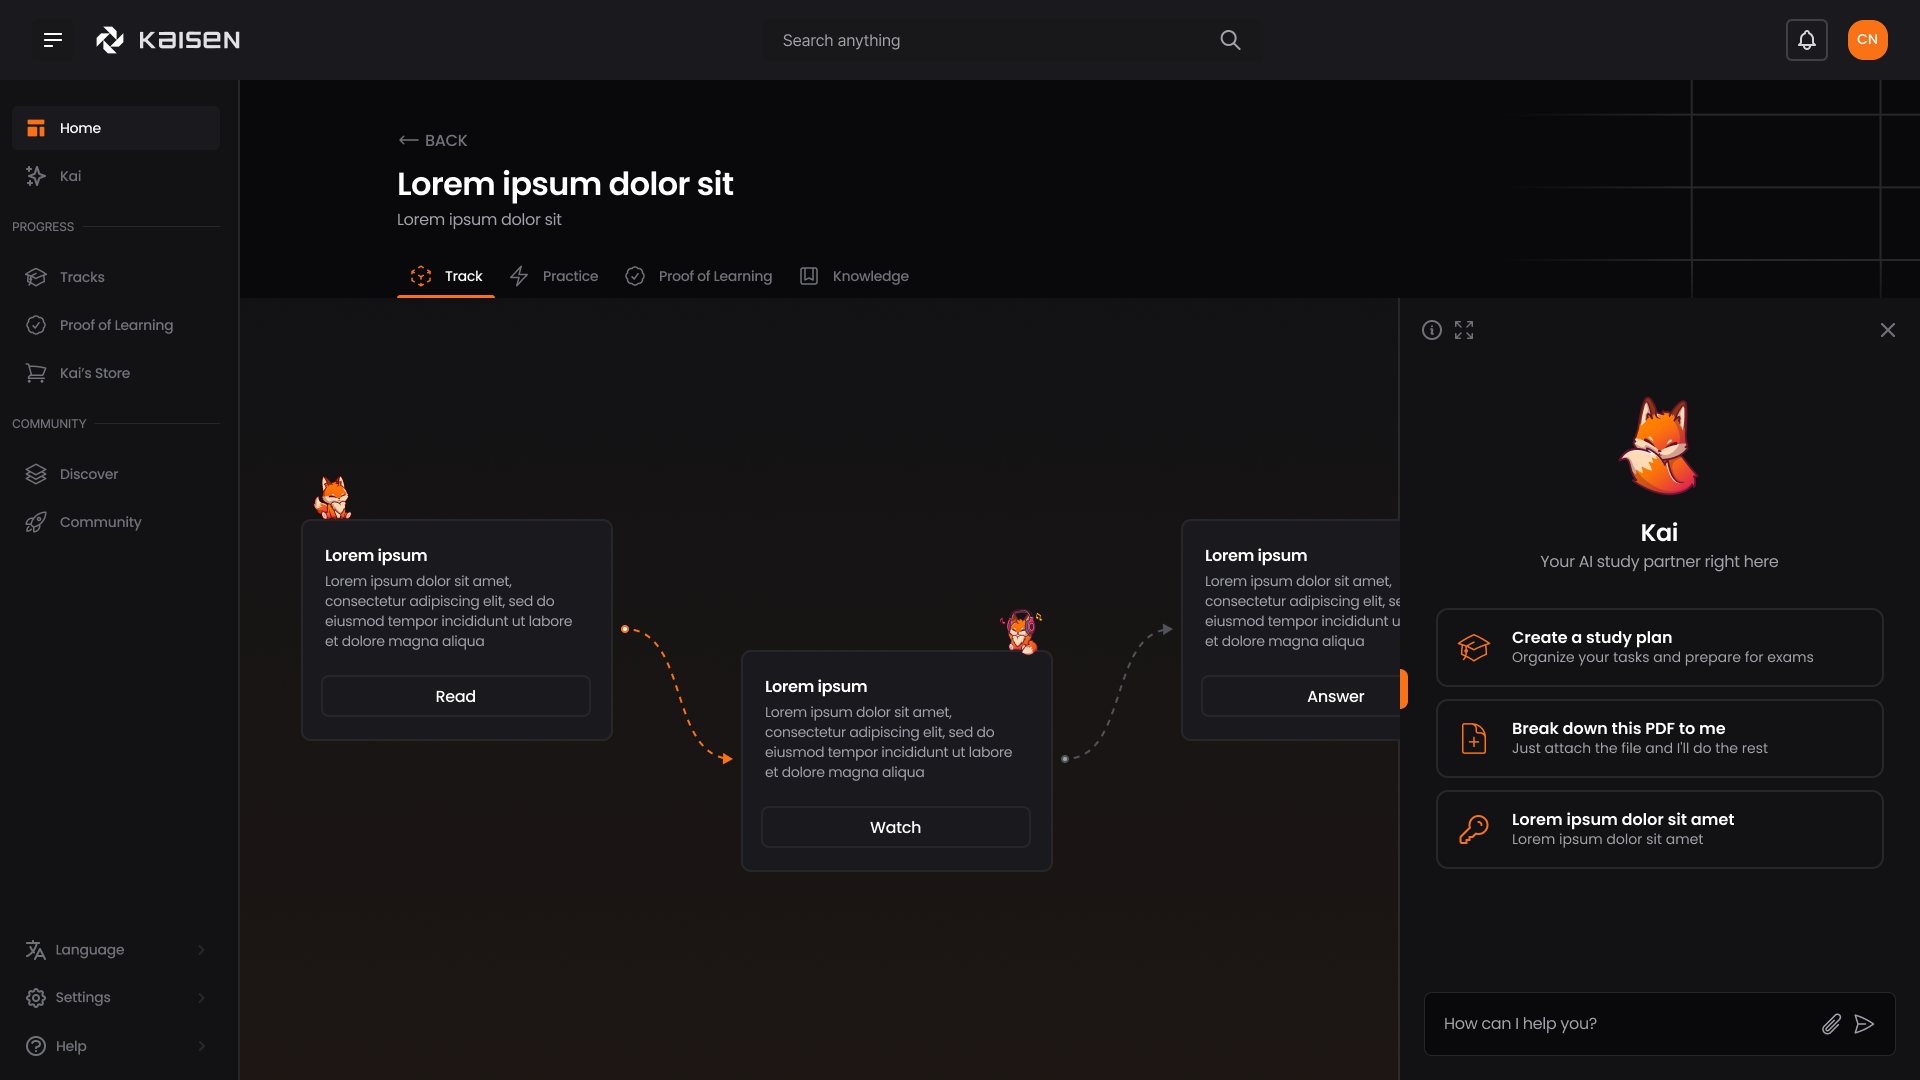 KAISEN
Search anything
CN
Home
Kai
PROGRESS
Tracks
Proof of Learning
Kai's Store
COMMUNITY
Discover
Community
Language
Settings
Help
BACK
Lorem ipsum dolor sit
Lorem ipsum dolor sit
Track
Practice
Proof of Learning
Knowledge
Lorem ipsum
Lorem ipsum dolor sit amet,
consectetur adipiscing elit, sed do
eiusmod tempor incididunt ut labore
et dolore magna aliqua
Read
Lorem ipsum
Lorem ipsum dolor sit amet,
consectetur adipiscing elit, sed do
eiusmod tempor incididunt ut labore
et dolore magna aliqua
Watch
Lorem ipsum
Lorem ipsum dolor sit amet,
consectetur adipiscing elit,
eiusmod tempor incididunt u
et dolore magna aliqua
Answer
Kai
Your AI study partner right here
Create a study plan
Organize your tasks and prepare for exams
Break down this PDF to me
Just attach the file and I'll do the rest
Lorem ipsum dolor sit amet
Lorem ipsum dolor sit amet
How can I help you?